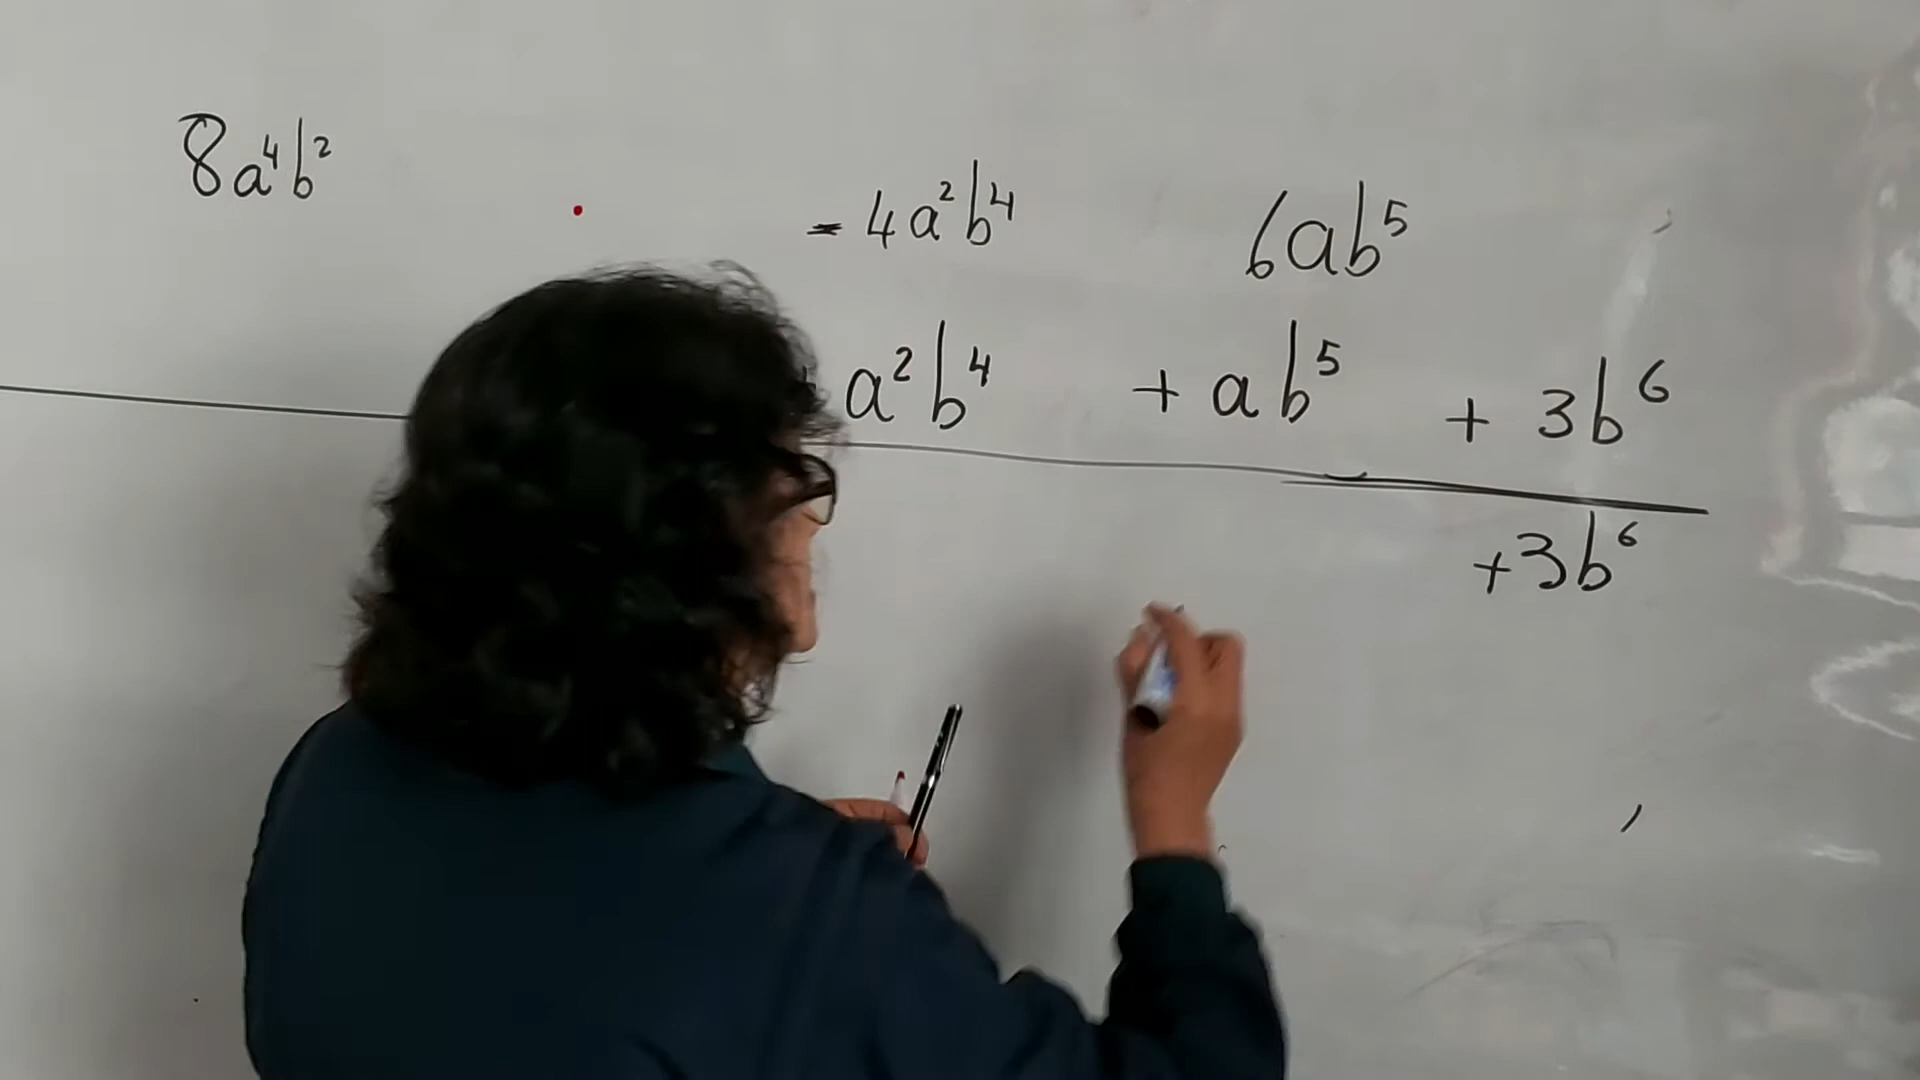 8a⁴b² - 4a²b⁴ 6ab⁵
+ a²b⁴ + ab⁵ + 3b⁶
+3b⁶